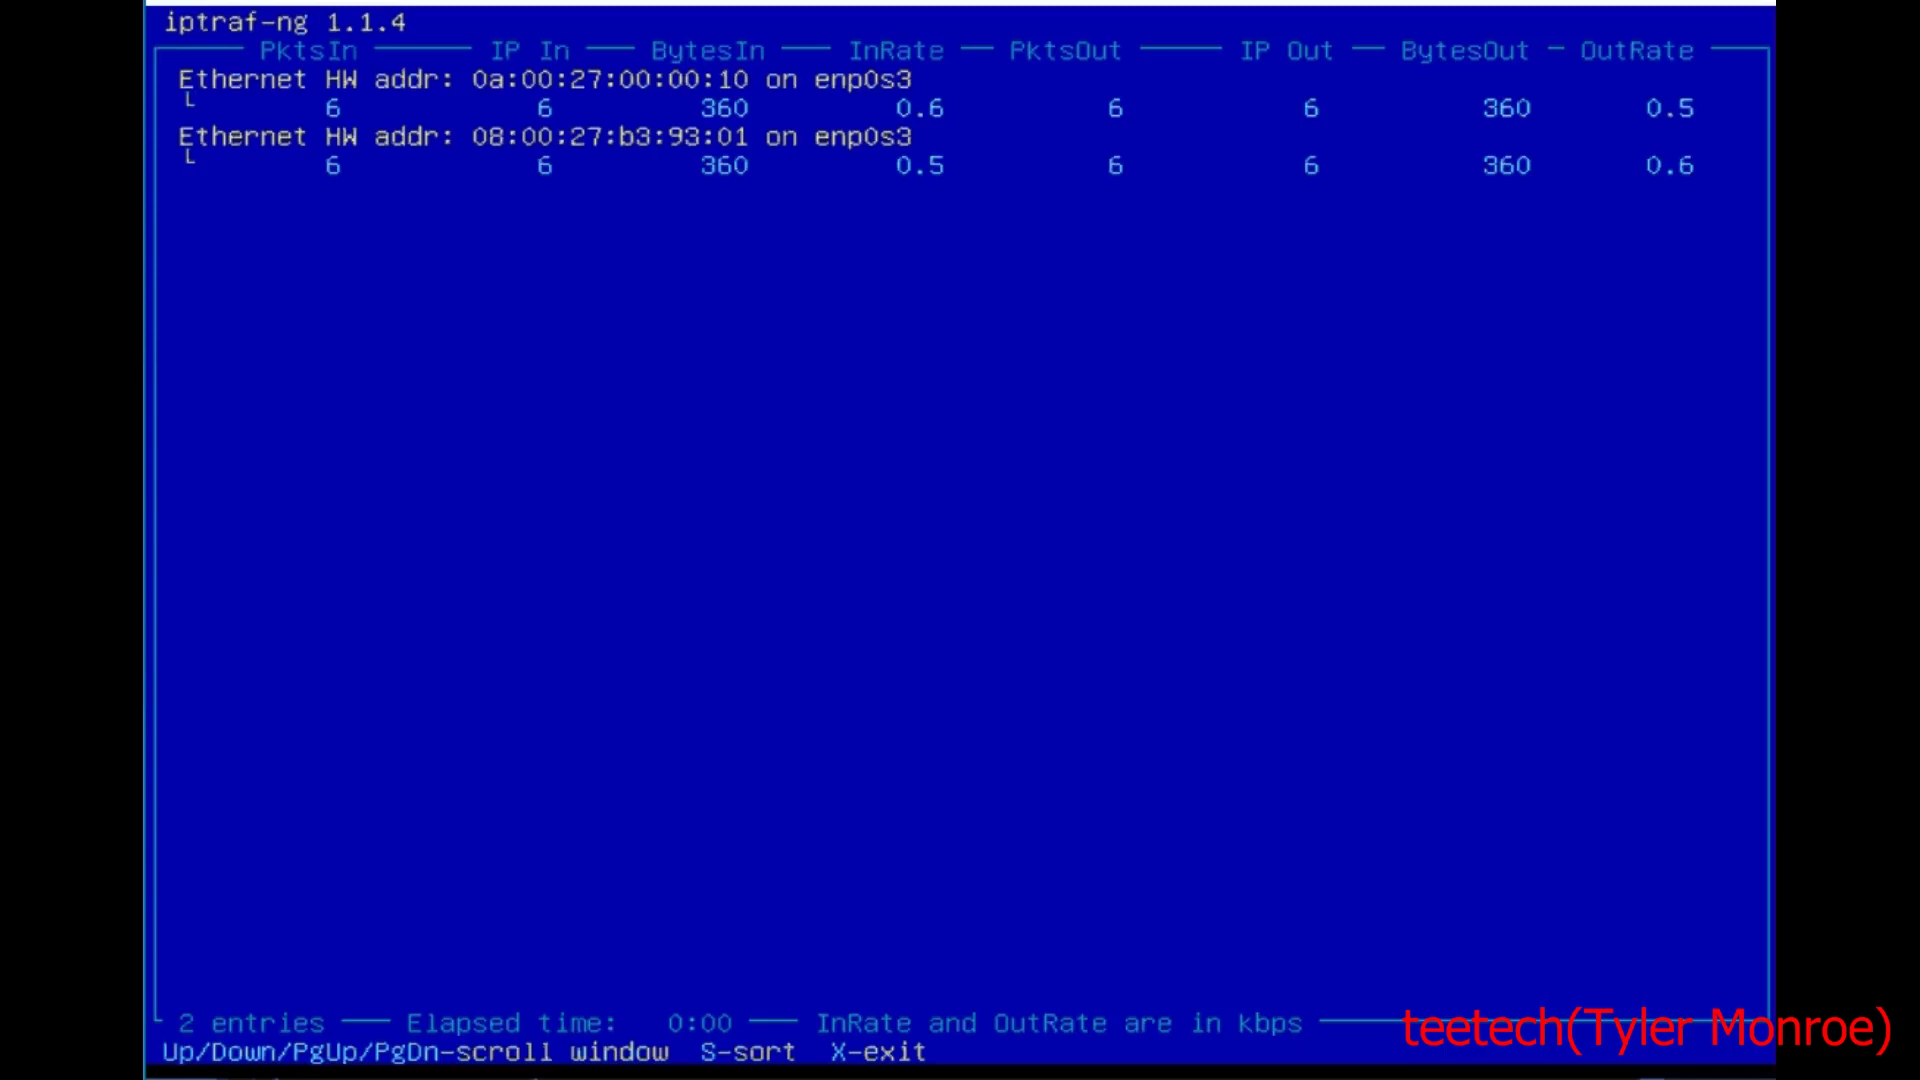 iptraf-ng 1.1.4
PktsIn IP In BytesIn InRate PktsOut IP Out BytesOut OutRate
Ethernet HW addr: 0a:00:27:00:00:10 on enp0s3
6 6 360 0.6 6 6 360 0.5
Ethernet HW addr: 08:00:27:b3:93:01 on enp0s3
6 6 360 0.5 6 6 360 0.6
2 entries Elapsed time: 0:00 InRate and OutRate are in kbps
teetech(Tyler Monroe)
Up/Down/PgUp/PgDn-scroll window S-sort X-exit